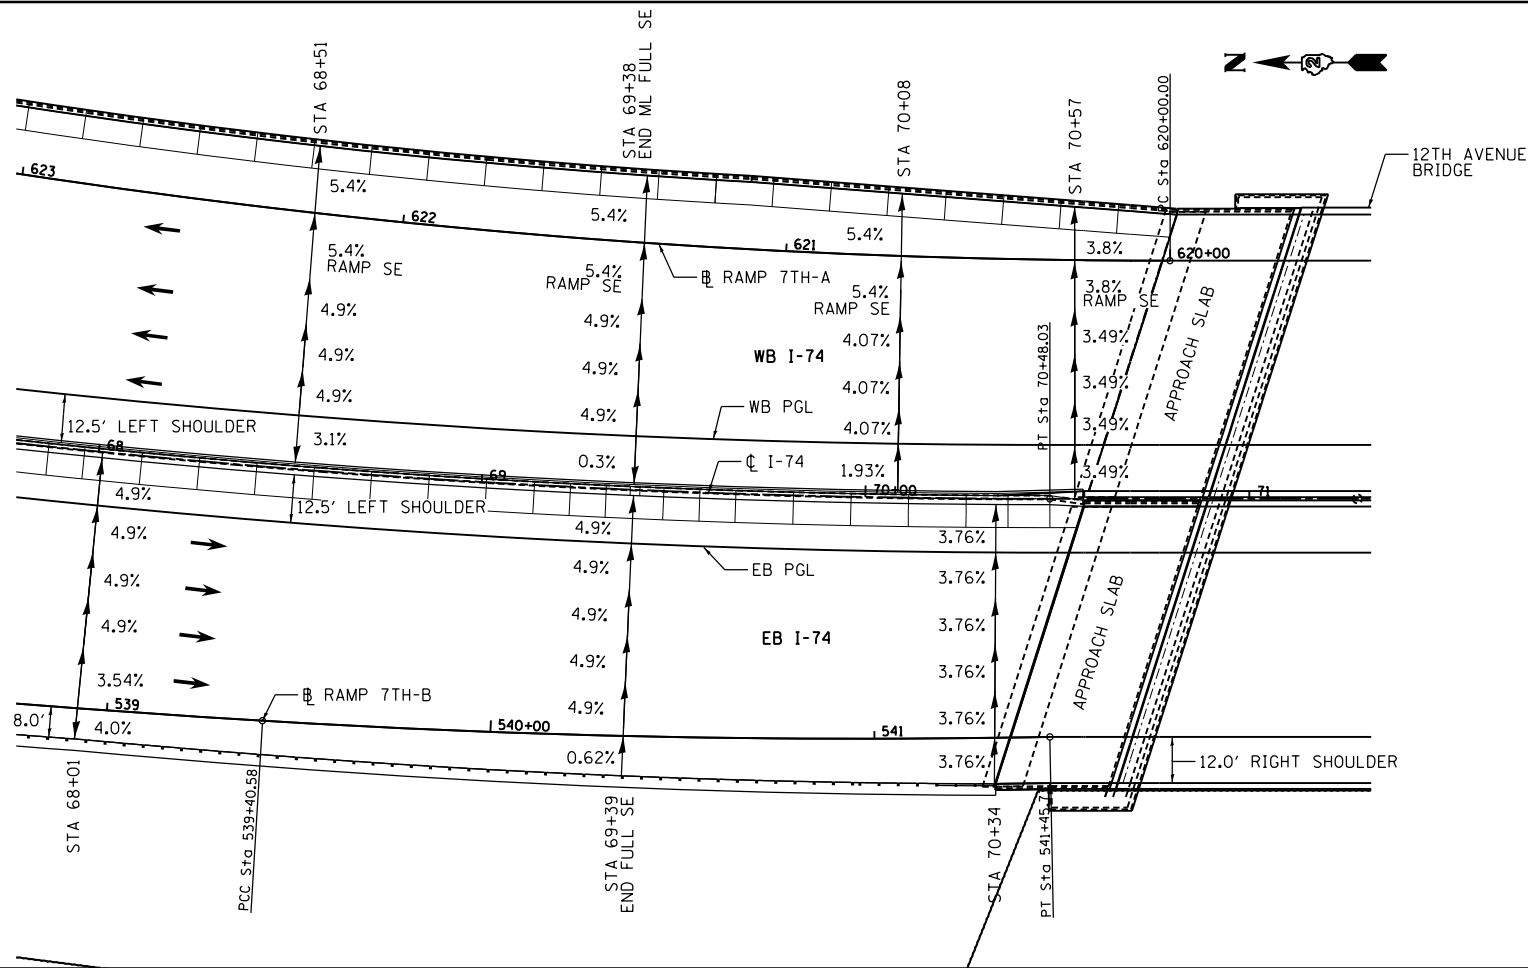 STA 68+51
STA 69+38
END ML FULL SE
STA 70+08
STA 70+57
C Sta 620+00.00
N
2
12TH AVENUE
BRIDGE
623
622
621
620+00
5.4%
5.4%
5.4%
3.8%
5.4%
RAMP SE
5.4%
RAMP SE
5.4%
RAMP SE
3.8%
RAMP SE
℄ RAMP 7TH-A
4.9%
4.9%
4.07%
3.49%
4.9%
4.9%
4.07%
3.49%
4.9%
4.9%
4.07%
3.49%
3.1%
0.3%
1.93%
3.49%
WB I-74
WB PGL
℄ I-74
PT Sta 70+48.03
APPROACH SLAB
12.5' LEFT SHOULDER
68
69
70+00
71
12.5' LEFT SHOULDER
4.9%
4.9%
3.76%
4.9%
4.9%
3.76%
4.9%
4.9%
3.76%
4.9%
4.9%
3.76%
3.54%
4.9%
3.76%
4.0%
0.62%
3.76%
EB PGL
EB I-74
APPROACH SLAB
℄ RAMP 7TH-B
539
540+00
541
8.0'
12.0' RIGHT SHOULDER
STA 68+01
PCC Sta 539+40.58
STA 69+39
END FULL SE
STA 70+34
PT Sta 541+45.7